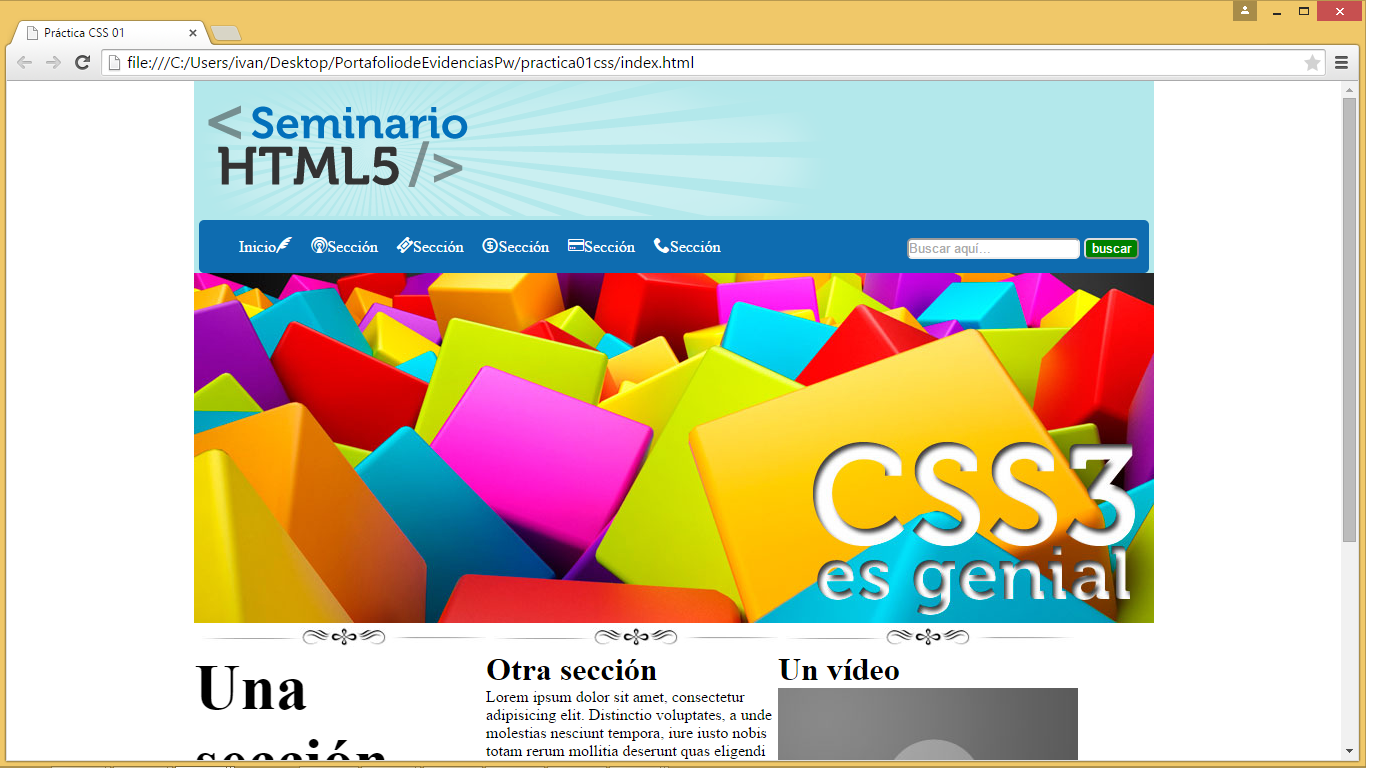 Práctica CSS 01
file:///C:/Users/ivan/Desktop/PortafoliodeEvidenciasPw/practica01css/index.html
< Seminario
HTML5 />
Inicio Sección Sección Sección Sección Sección Buscar aquí... buscar
CSS3
es genial
Una
sección
Otra sección
Lorem ipsum dolor sit amet, consectetur
adipisicing elit. Distinctio voluptates, a unde
molestias nesciunt tempora, iure iusto nobis
totam rerum mollitia deserunt quas eligendi
Un vídeo